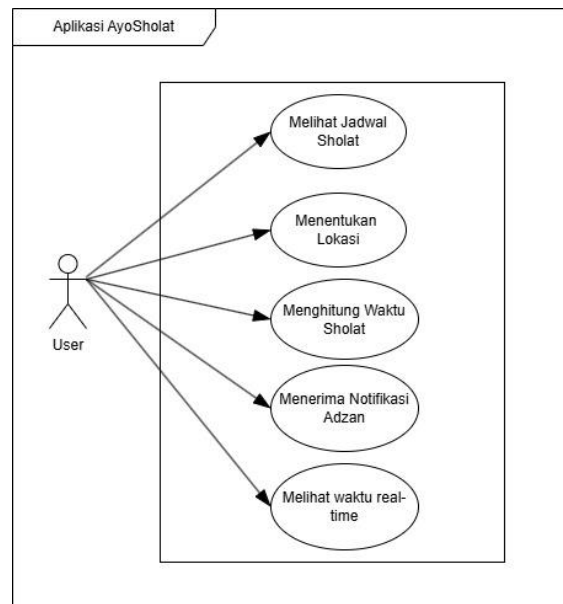 Aplikasi AyoSholat
Melihat Jadwal
Sholat
Menentukan
Lokasi
Menghitung Waktu
Sholat
User
Menerima Notifikasi
Adzan
Melihat waktu real-
time